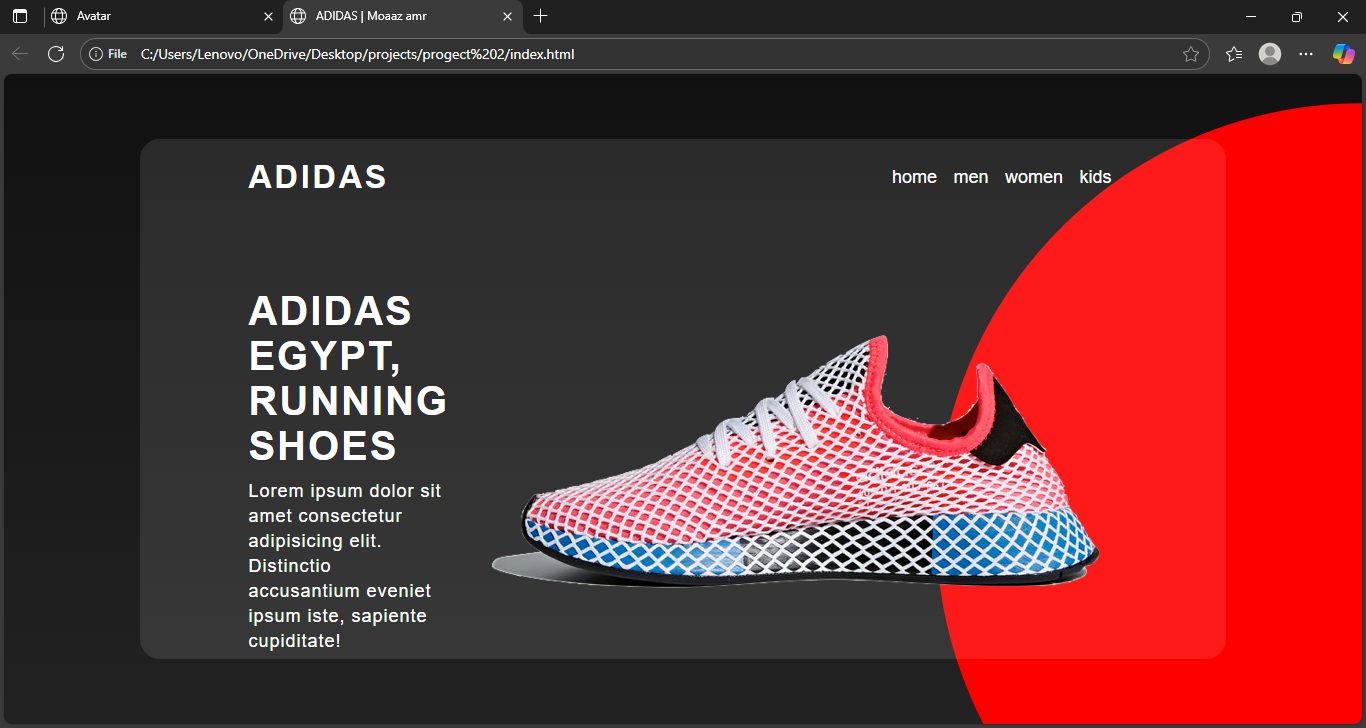 Avatar
ADIDAS | Moaaz amr
File C:/Users/Lenovo/OneDrive/Desktop/projects/progect%202/index.html
ADIDAS
home men women kids
ADIDAS
EGYPT,
RUNNING
SHOES
Lorem ipsum dolor sit
amet consectetur
adipisicing elit.
Distinctio
accusantium eveniet
ipsum iste, sapiente
cupiditate!